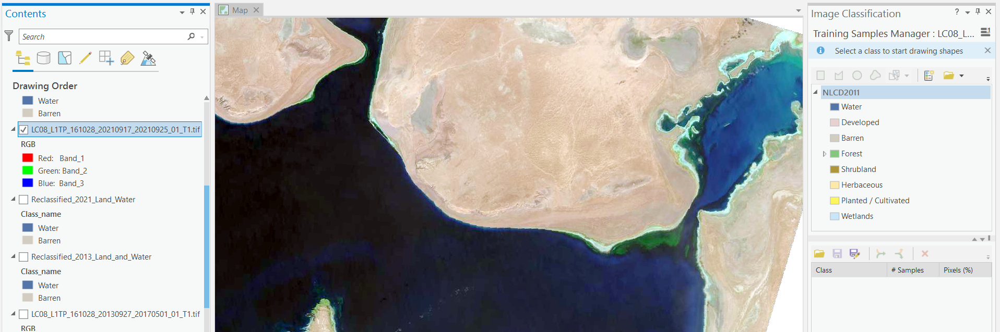 Contents
Search
Drawing Order
Water
Barren
LC08_L1TP_161028_20210917_20210925_01_T1.tif
RGB
Red: Band_1
Green: Band_2
Blue: Band_3
Reclassified_2021_Land_Water
Class_name
Water
Barren
Reclassified_2013_Land_and_Water
Class_name
Water
Barren
LC08_L1TP_161028_20130927_20170501_01_T1.tif
RGB
Map
Image Classification
?
Training Samples Manager : LC08_L...
1
Select a class to start drawing shapes
NLCD2011
Water
Developed
Barren
Forest
Shrubland
Herbaceous
Planted / Cultivated
Wetlands
Class # Samples Pixels (%)